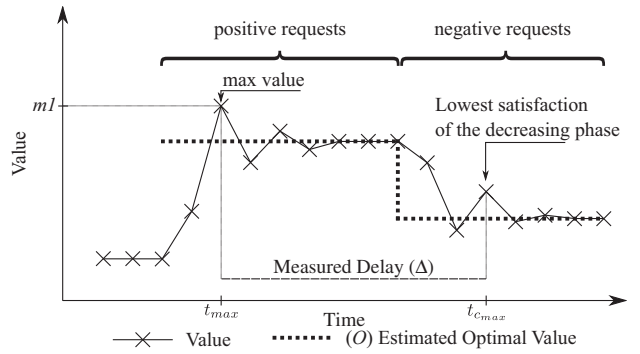 positive requests
negative requests
max value
m1
Lowest satisfaction
of the decreasing phase
Value
Measured Delay (Δ)
t_max
Time
t_c_max
Value
(O) Estimated Optimal Value